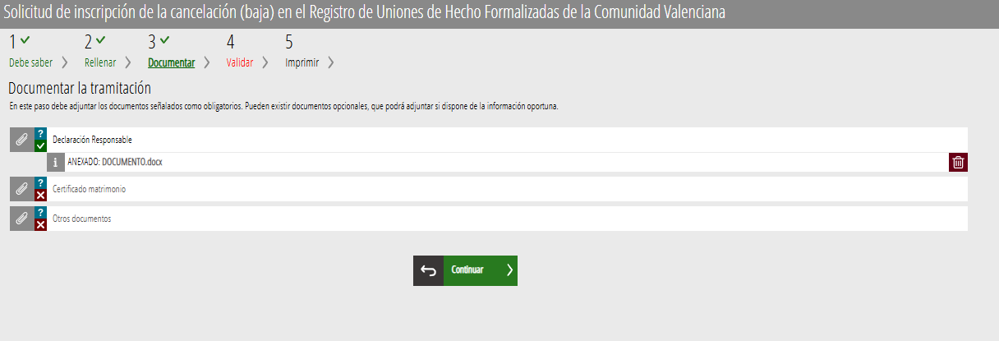 Solicitud de inscripción de la cancelación (baja) en el Registro de Uniones de Hecho Formalizadas de la Comunidad Valenciana
1 2 3 4 5
Debe saber Rellenar Documentar Validar Imprimir
Documentar la tramitación
En este paso debe adjuntar los documentos señalados como obligatorios. Pueden existir documentos opcionales, que podrá adjuntar si dispone de la información oportuna.
? Declaración Responsable
i ANEXADO: DOCUMENTO.docx
? Certificado matrimonio
? Otros documentos
Continuar